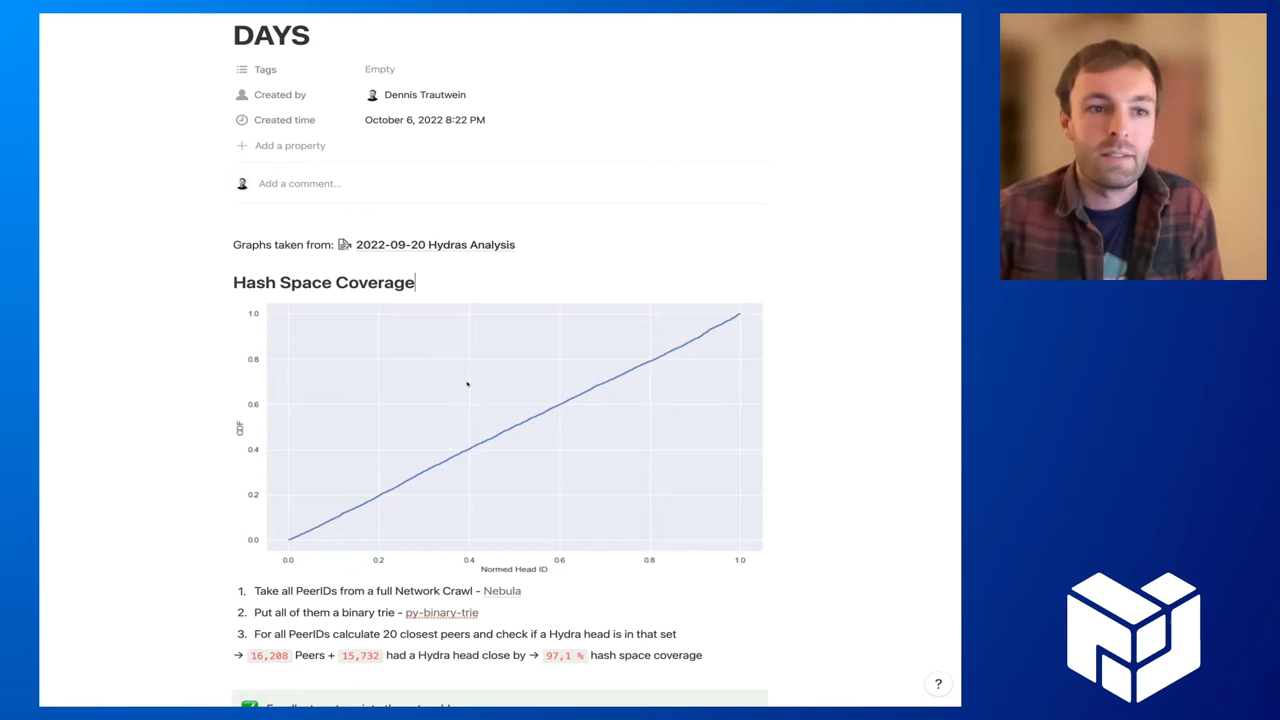 DAYS
Tags Empty
Created by Dennis Trautwein
Created time October 6, 2022 8:22 PM
Add a property
Add a comment...
Graphs taken from: 2022-09-20 Hydras Analysis
Hash Space Coverage
1.0
0.8
0.6
0.4
0.2
0.0
CDF
0.0 0.2 0.4 0.6 0.8 1.0
Normed Head ID
1. Take all PeerIDs from a full Network Crawl - Nebula
2. Put all of them a binary trie - py-binary-trie
3. For all PeerIDs calculate 20 closest peers and check if a Hydra head is in that set
→ 16,208 Peers + 15,732 had a Hydra head close by → 97,1 % hash space coverage
?